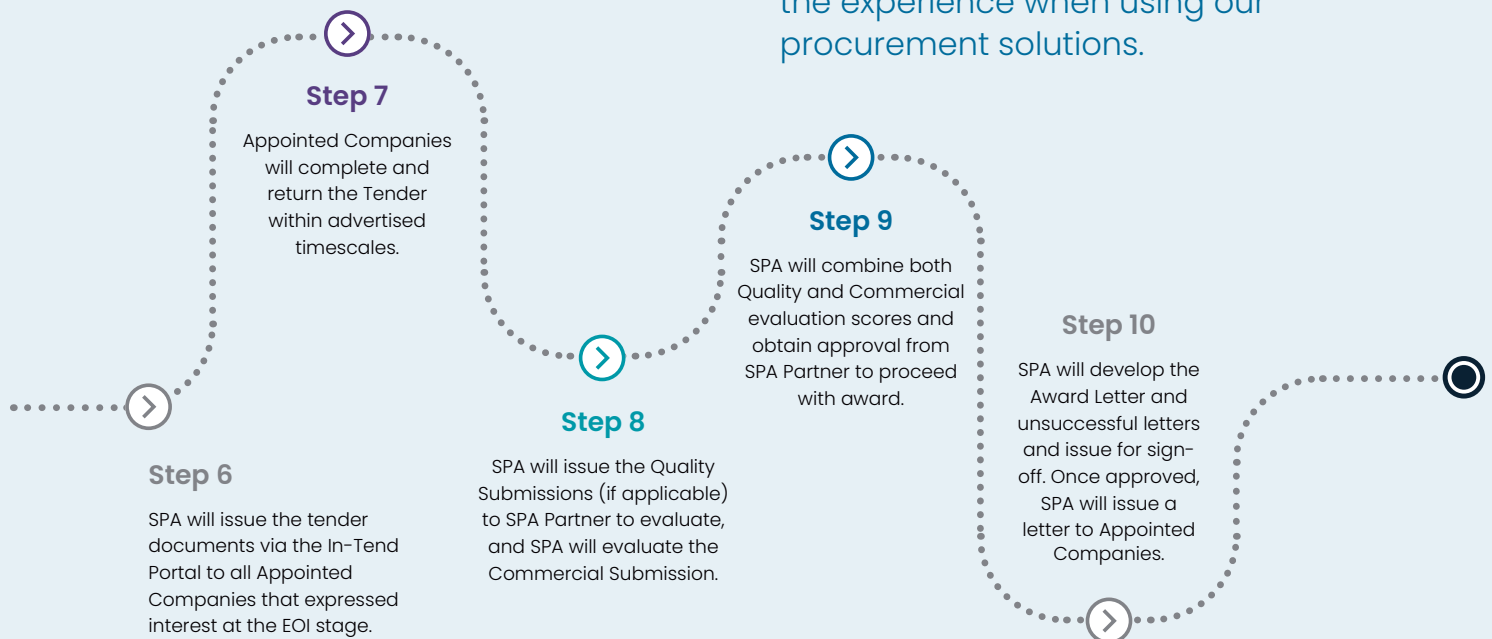 the experience when using our
procurement solutions.
Step 6
SPA will issue the tender
documents via the In-Tend
Portal to all Appointed
Companies that expressed
interest at the EOI stage.
Step 7
Appointed Companies
will complete and
return the Tender
within advertised
timescales.
Step 8
SPA will issue the Quality
Submissions (if applicable)
to SPA Partner to evaluate,
and SPA will evaluate the
Commercial Submission.
Step 9
SPA will combine both
Quality and Commercial
evaluation scores and
obtain approval from
SPA Partner to proceed
with award.
Step 10
SPA will develop the
Award Letter and
unsuccessful letters
and issue for sign-
off. Once approved,
SPA will issue a
letter to Appointed
Companies.